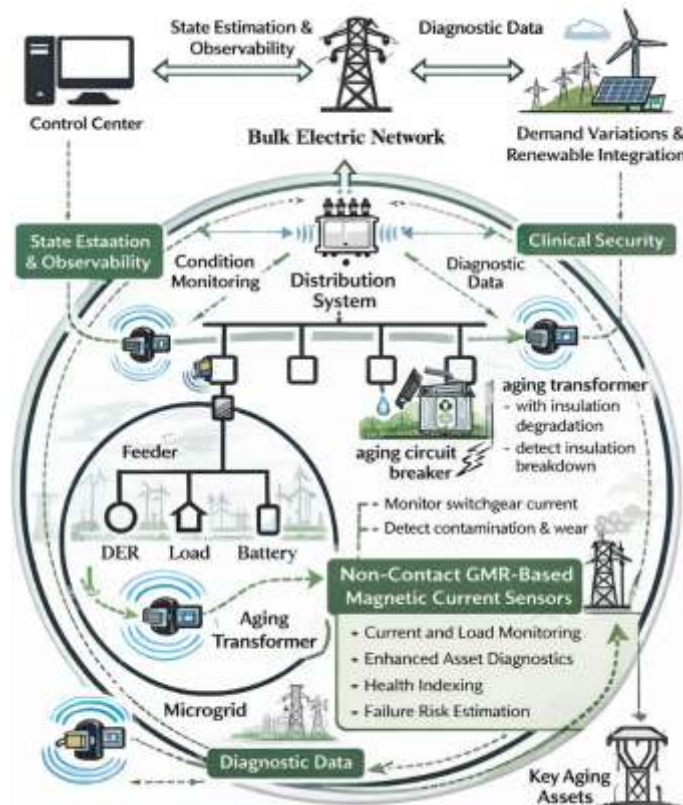 State Estimation &
Observability
Diagnostic Data
Control Center
Bulk Electric Network
Demand Variations &
Renewable Integration
State Estaation
& Observability
Clinical Security
Condition
Monitoring
Diagnostic
Data
Distribution
System
aging transformer
- with insulation
degradation
- detect insulation
breakdown
aging circuit
breaker
Feeder
Monitor switchgear current
Detect contamination & wear
DER
Load
Battery
Non-Contact GMR-Based
Magnetic Current Sensors
• Current and Load Monitoring
• Enhanced Asset Diagnostics
• Health Indexing
• Failure Risk Estimation
Aging
Transformer
Microgrid
Diagnostic Data
Key Aging
Assets